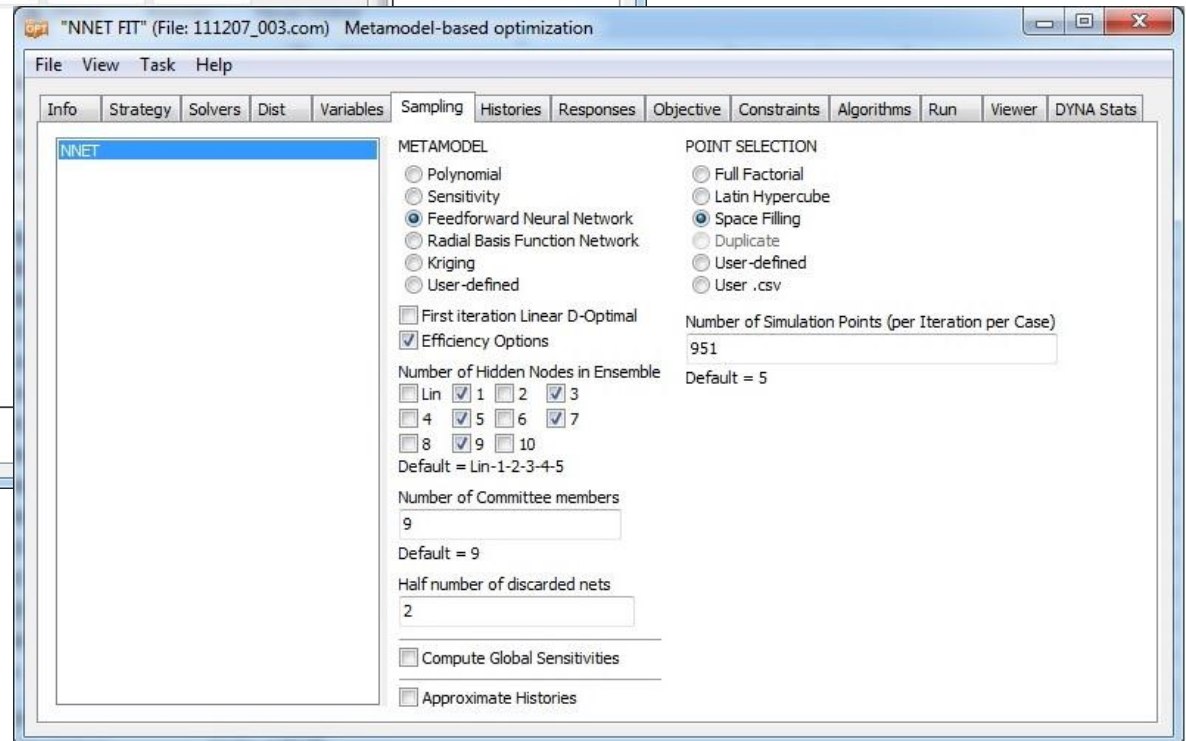 "NNET FIT" (File: 111207_003.com) Metamodel-based optimization
File View Task Help
Info Strategy Solvers Dist Variables Sampling Histories Responses Objective Constraints Algorithms Run Viewer DYNA Stats
NNET
METAMODEL
Polynomial
Sensitivity
Feedforward Neural Network
Radial Basis Function Network
Kriging
User-defined
First iteration Linear D-Optimal
Efficiency Options
Number of Hidden Nodes in Ensemble
Lin 1 2 3
4 5 6 7
8 9 10
Default = Lin-1-2-3-4-5
Number of Committee members
9
Default = 9
Half number of discarded nets
2
Compute Global Sensitivities
Approximate Histories
POINT SELECTION
Full Factorial
Latin Hypercube
Space Filling
Duplicate
User-defined
User .csv
Number of Simulation Points (per Iteration per Case)
951
Default = 5